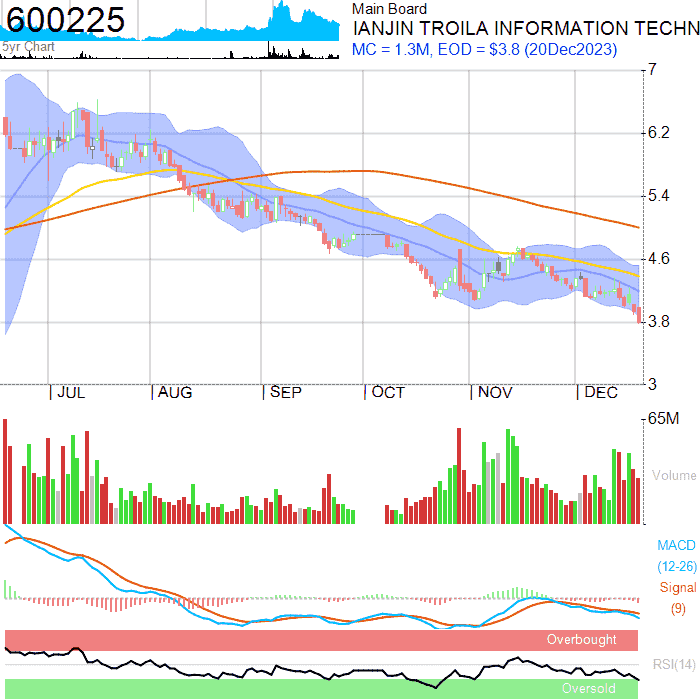 600225
5yr Chart
Main Board
IANJIN TROILA INFORMATION TECHN
MC = 1.3M, EOD = $3.8 (20Dec2023)
7
6.2
5.4
4.6
3.8
3
JUL
AUG
SEP
OCT
NOV
DEC
65M
Volume
MACD
(12-26)
Signal
(9)
Overbought
RSI(14)
Oversold